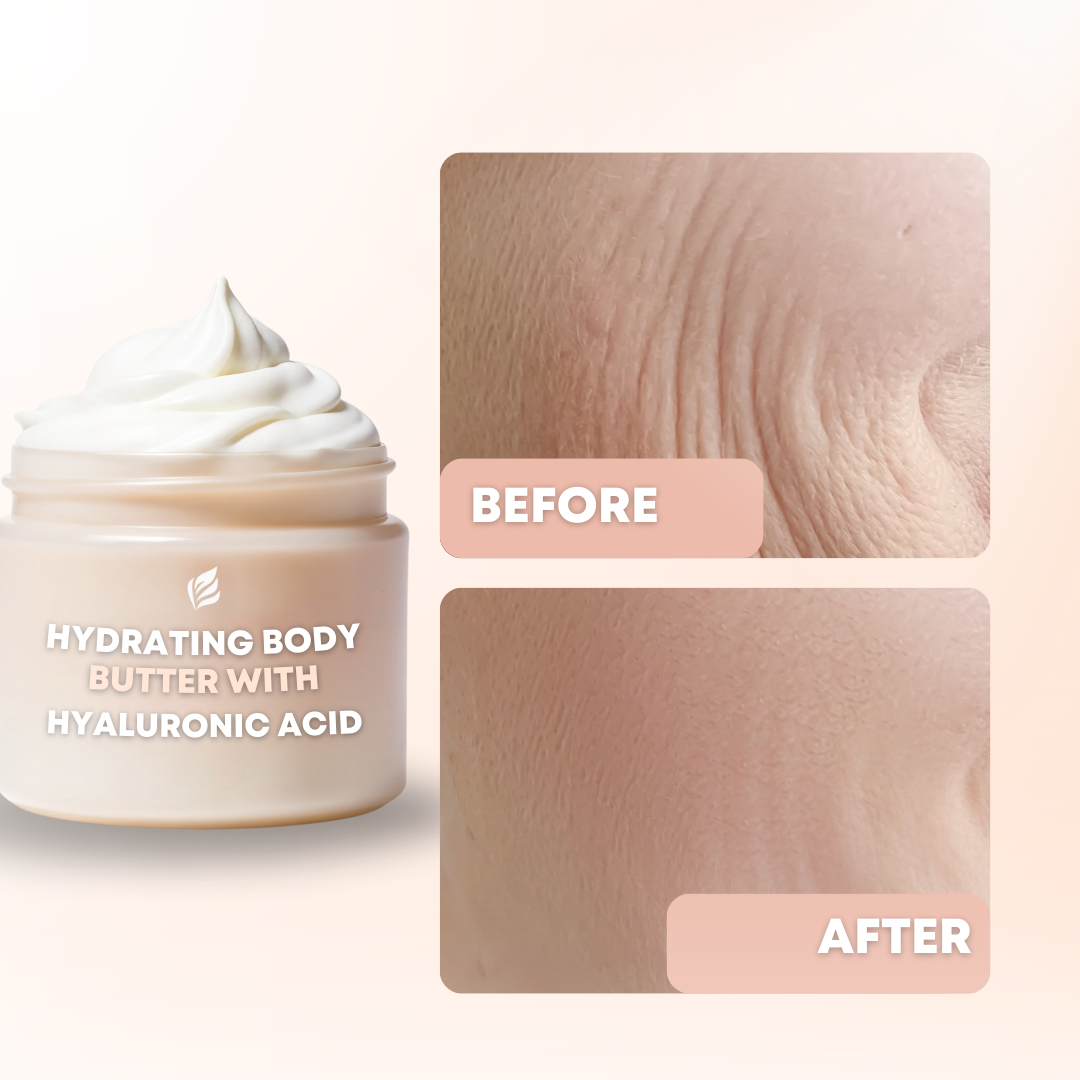 HYDRATING BODY
BUTTER WITH
HYALURONIC ACID
BEFORE
AFTER